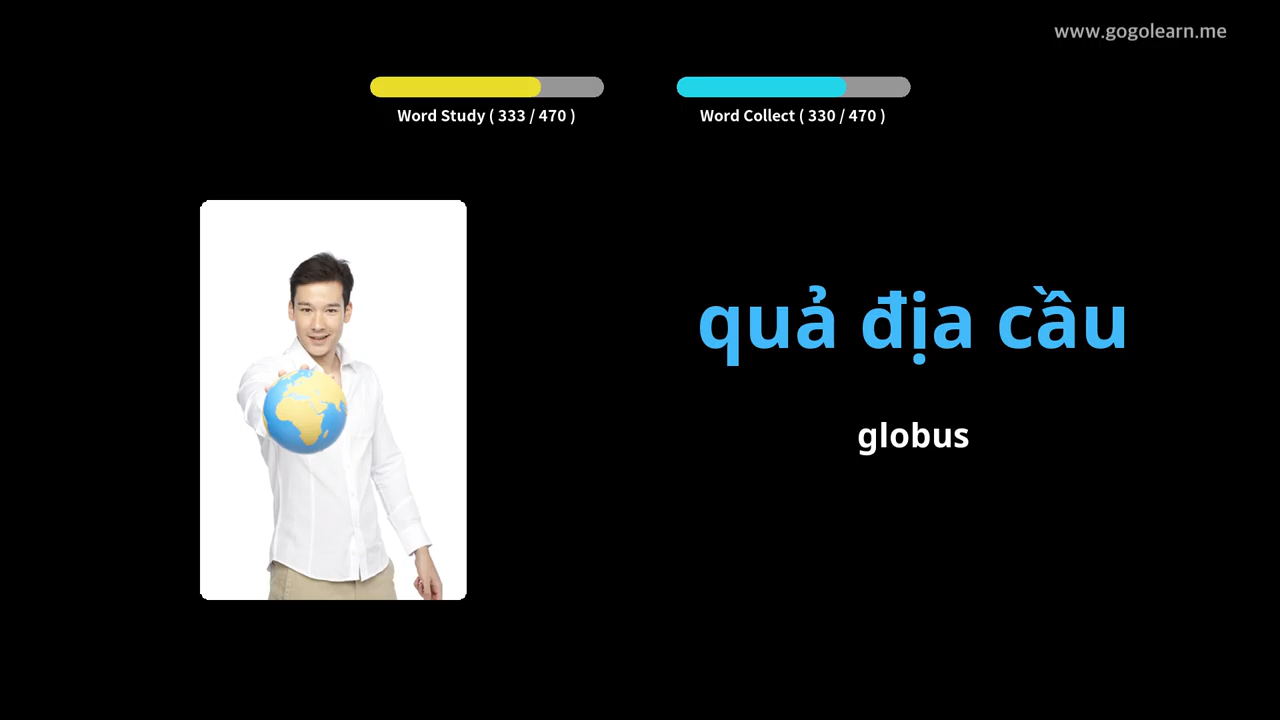 www.gogolearn.me
Word Study ( 333 / 470 )
Word Collect ( 330 / 470 )
quả địa cầu
globus